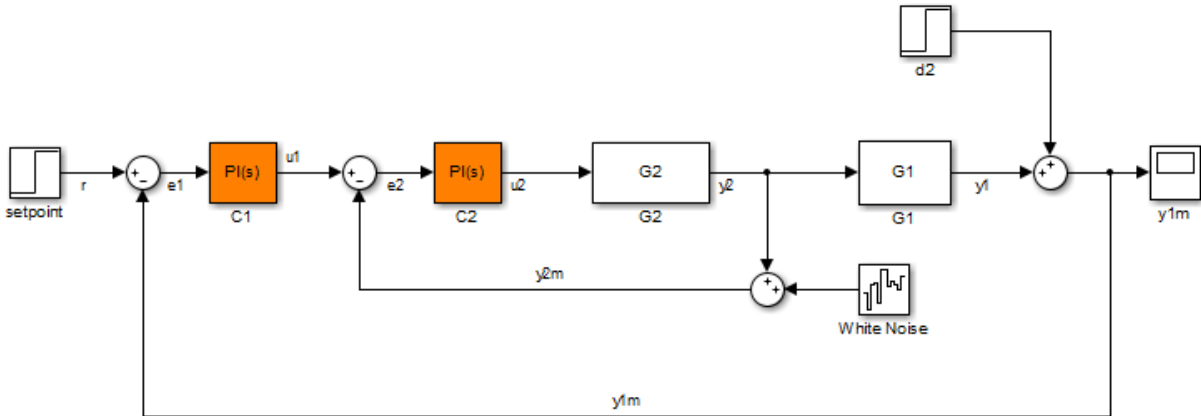 d2
PI(s)
u1
PI(s)
G2
G1
r
e1
e2
u2
y2
y1
setpoint
C1
C2
G2
G1
y1m
y2m
White Noise
y1m